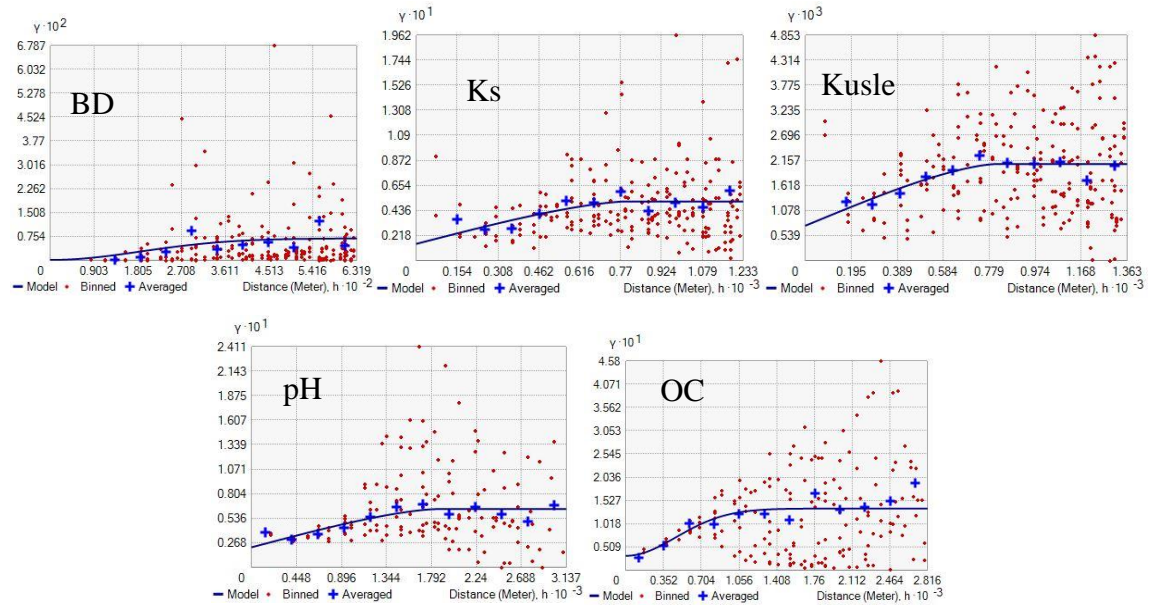 γ · 10²
6.787
6.032
5.278
4.524
3.77
3.016
2.262
1.508
0.754
BD
0 0.903 1.805 2.708 3.611 4.513 5.416 6.319
Distance (Meter), h · 10⁻²
Model Binned Averaged
γ · 10¹
1.962
1.744
1.526
1.308
1.09
0.872
0.654
0.436
0.218
Ks
0 0.154 0.308 0.462 0.616 0.77 0.924 1.079 1.233
Distance (Meter), h · 10⁻³
Model Binned Averaged
γ · 10³
4.853
4.314
3.775
3.235
2.696
2.157
1.618
1.078
0.539
Kusle
0 0.195 0.389 0.584 0.779 0.974 1.168 1.363
Distance (Meter), h · 10⁻³
Model Binned Averaged
γ · 10¹
2.411
2.143
1.875
1.607
1.339
1.071
0.804
0.536
0.268
pH
0 0.448 0.896 1.344 1.792 2.24 2.688 3.137
Distance (Meter), h · 10⁻³
Model Binned Averaged
γ · 10¹
4.58
4.071
3.562
3.053
2.545
2.036
1.527
1.018
0.509
OC
0 0.352 0.704 1.056 1.408 1.76 2.112 2.464 2.816
Distance (Meter), h · 10⁻³
Model Binned Averaged